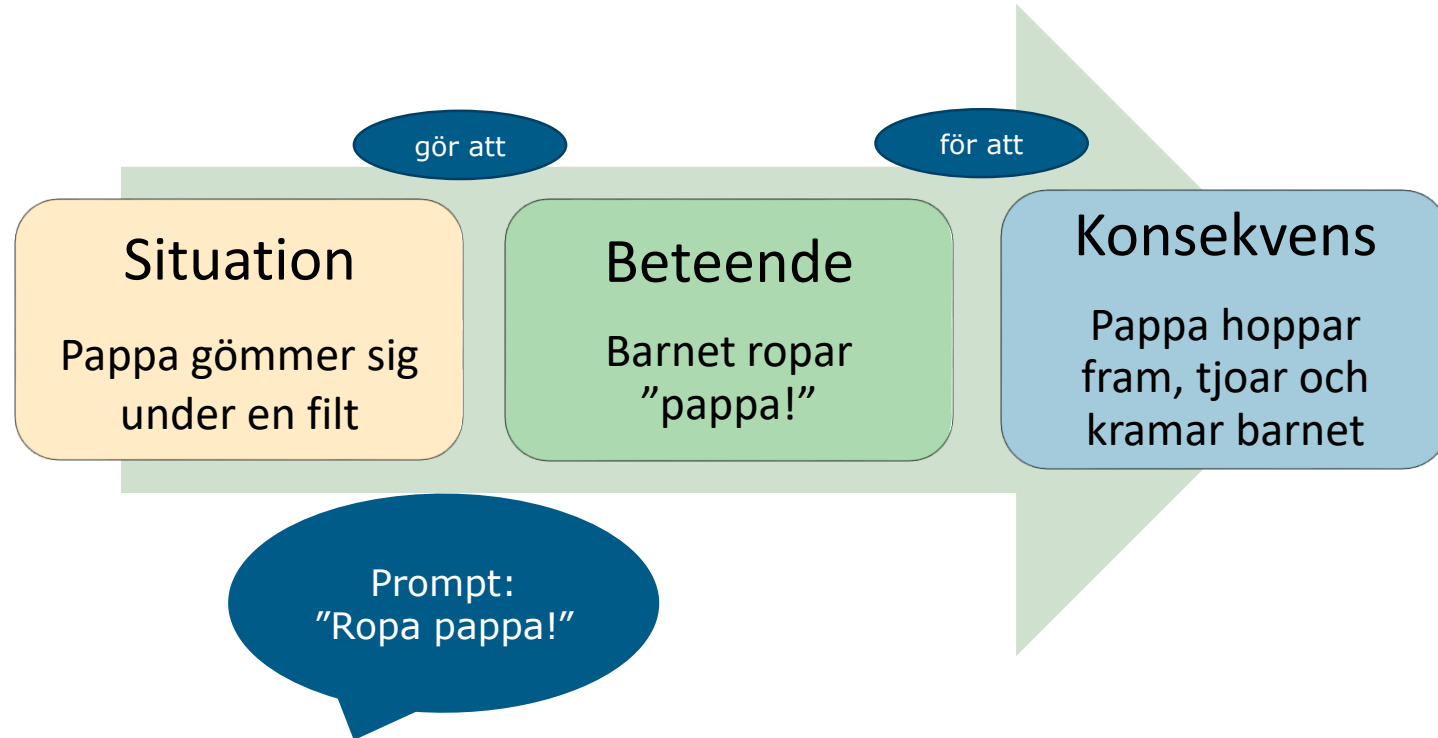 gör att
för att
Situation
Pappa gömmer sig
under en filt
Beteende
Barnet ropar
”pappa!”
Konsekvens
Pappa hoppar
fram, tjoar och
kramar barnet
Prompt:
”Ropa pappa!”